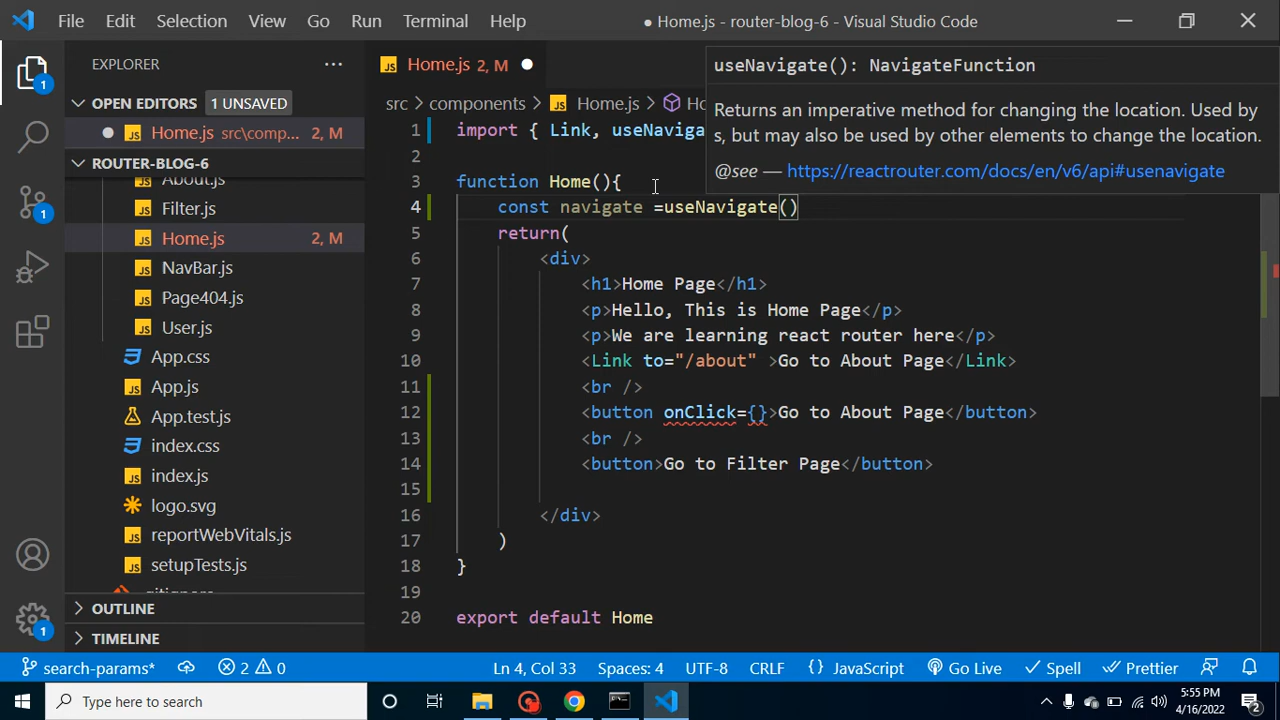 File Edit Selection View Go Run Terminal Help
● Home.js - router-blog-6 - Visual Studio Code
EXPLORER
OPEN EDITORS 1 UNSAVED
Home.js src\comp... 2, M
ROUTER-BLOG-6
About.js
Filter.js
Home.js 2, M
NavBar.js
Page404.js
User.js
App.css
App.js
App.test.js
index.css
index.js
logo.svg
reportWebVitals.js
setupTests.js
.gitignore
OUTLINE
TIMELINE
JS Home.js 2, M
src > components > JS Home.js >
useNavigate(): NavigateFunction
Returns an imperative method for changing the location. Used by
s, but may also be used by other elements to change the location.
@see — https://reactrouter.com/docs/en/v6/api#usenavigate
1 import { Link, useNaviga
2
3 function Home(){
4 const navigate =useNavigate()
5 return(
6 <div>
7 <h1>Home Page</h1>
8 <p>Hello, This is Home Page</p>
9 <p>We are learning react router here</p>
10 <Link to="/about" >Go to About Page</Link>
11 <br />
12 <button onClick={}>Go to About Page</button>
13 <br />
14 <button>Go to Filter Page</button>
15
16 </div>
17 )
18 }
19
20 export default Home
search-params* 2 0 Ln 4, Col 33 Spaces: 4 UTF-8 CRLF {} JavaScript Go Live Spell Prettier
Type here to search
5:55 PM
4/16/2022